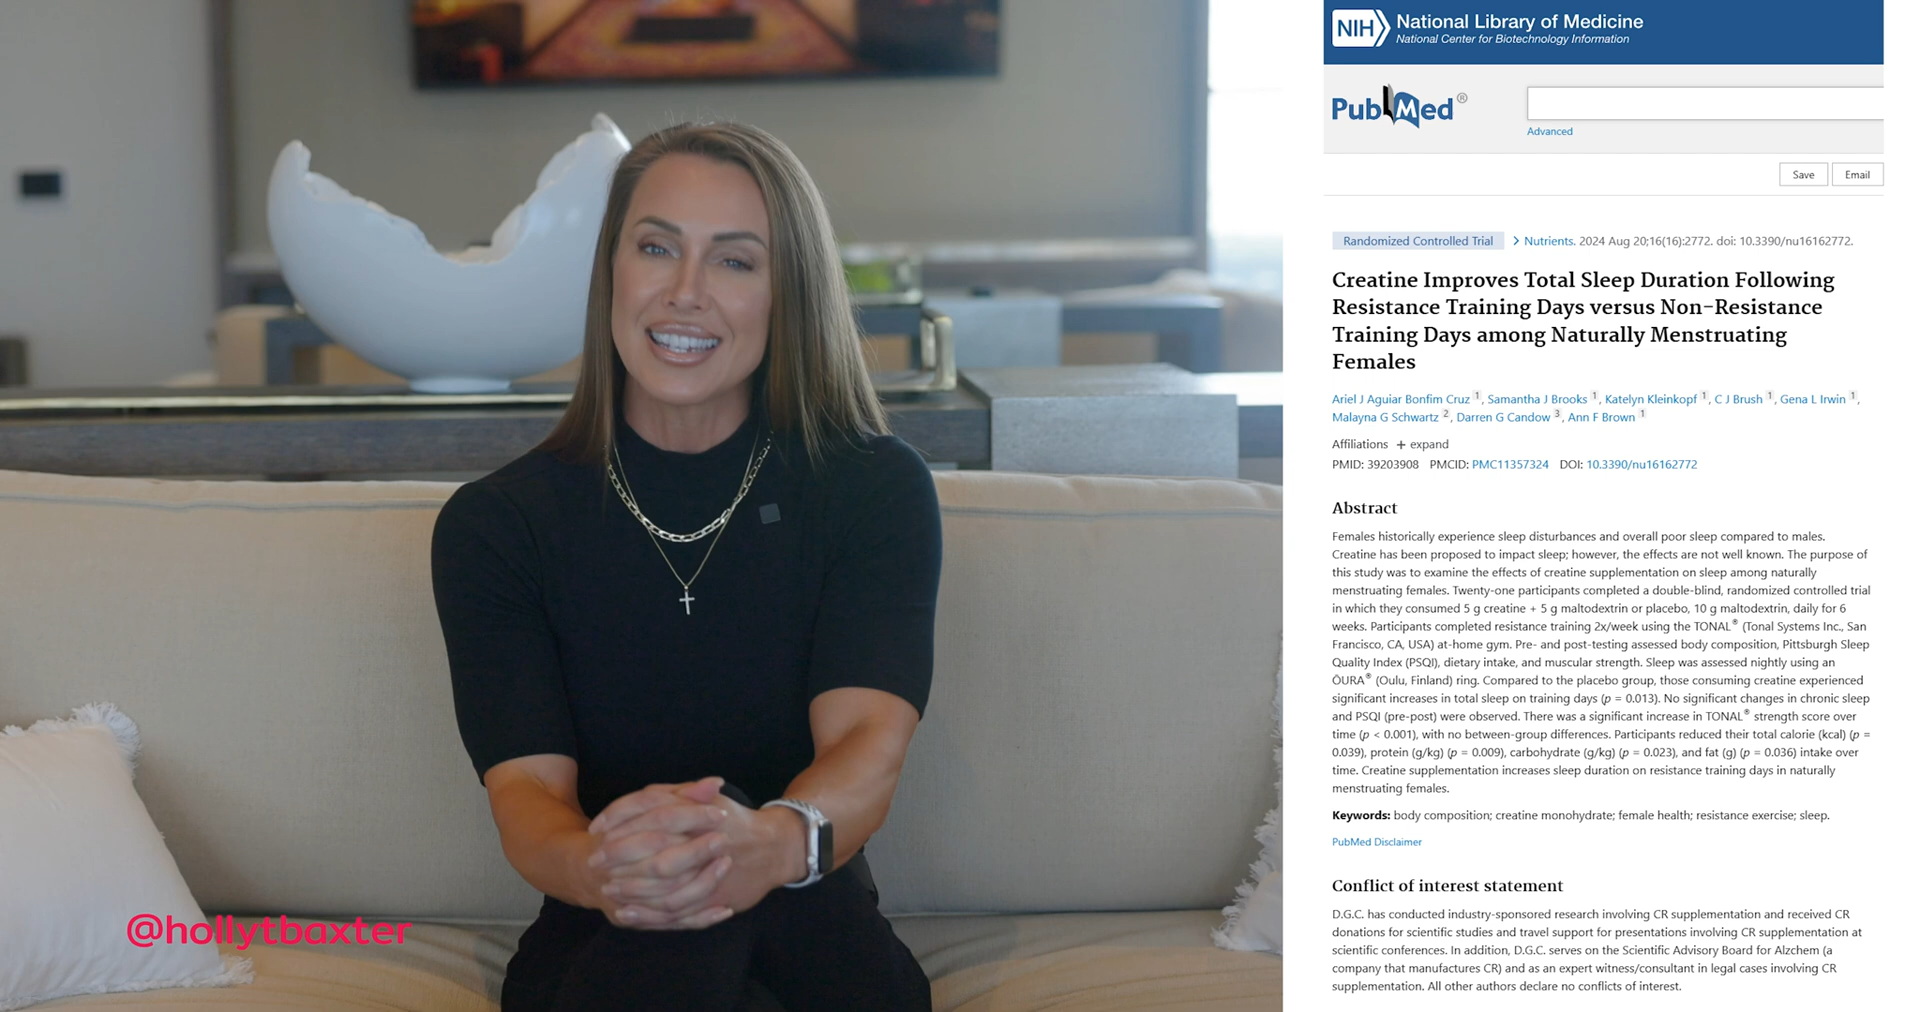 @hollytbaxter
NIH National Library of Medicine
National Center for Biotechnology Information
PubMed®
Advanced
Save Email
Randomized Controlled Trial > Nutrients. 2024 Aug 20;16(16):2772. doi: 10.3390/nu16162772.
Creatine Improves Total Sleep Duration Following
Resistance Training Days versus Non-Resistance
Training Days among Naturally Menstruating
Females
Ariel J Aguiar Bonfim Cruz 1, Samantha J Brooks 1, Katelyn Kleinkopf 1, C J Brush 1, Gena L Irwin 1,
Malayna G Schwartz 2, Darren G Candow 3, Ann F Brown 1
Affiliations + expand
PMID: 39203908 PMCID: PMC11357324 DOI: 10.3390/nu16162772
Abstract
Females historically experience sleep disturbances and overall poor sleep compared to males.
Creatine has been proposed to impact sleep; however, the effects are not well known. The purpose of
this study was to examine the effects of creatine supplementation on sleep among naturally
menstruating females. Twenty-one participants completed a double-blind, randomized controlled trial
in which they consumed 5 g creatine + 5 g maltodextrin or placebo, 10 g maltodextrin, daily for 6
weeks. Participants completed resistance training 2x/week using the TONAL® (Tonal Systems Inc., San
Francisco, CA, USA) at-home gym. Pre- and post-testing assessed body composition, Pittsburgh Sleep
Quality Index (PSQI), dietary intake, and muscular strength. Sleep was assessed nightly using an
ŌURA® (Oulu, Finland) ring. Compared to the placebo group, those consuming creatine experienced
significant increases in total sleep on training days (p = 0.013). No significant changes in chronic sleep
and PSQI (pre-post) were observed. There was a significant increase in TONAL® strength score over
time (p < 0.001), with no between-group differences. Participants reduced their total calorie (kcal) (p =
0.039), protein (g/kg) (p = 0.009), carbohydrate (g/kg) (p = 0.023), and fat (g) (p = 0.036) intake over
time. Creatine supplementation increases sleep duration on resistance training days in naturally
menstruating females.
Keywords: body composition; creatine monohydrate; female health; resistance exercise; sleep.
PubMed Disclaimer
Conflict of interest statement
D.G.C. has conducted industry-sponsored research involving CR supplementation and received CR
donations for scientific studies and travel support for presentations involving CR supplementation at
scientific conferences. In addition, D.G.C. serves on the Scientific Advisory Board for Alzchem (a
company that manufactures CR) and as an expert witness/consultant in legal cases involving CR
supplementation. All other authors declare no conflicts of interest.